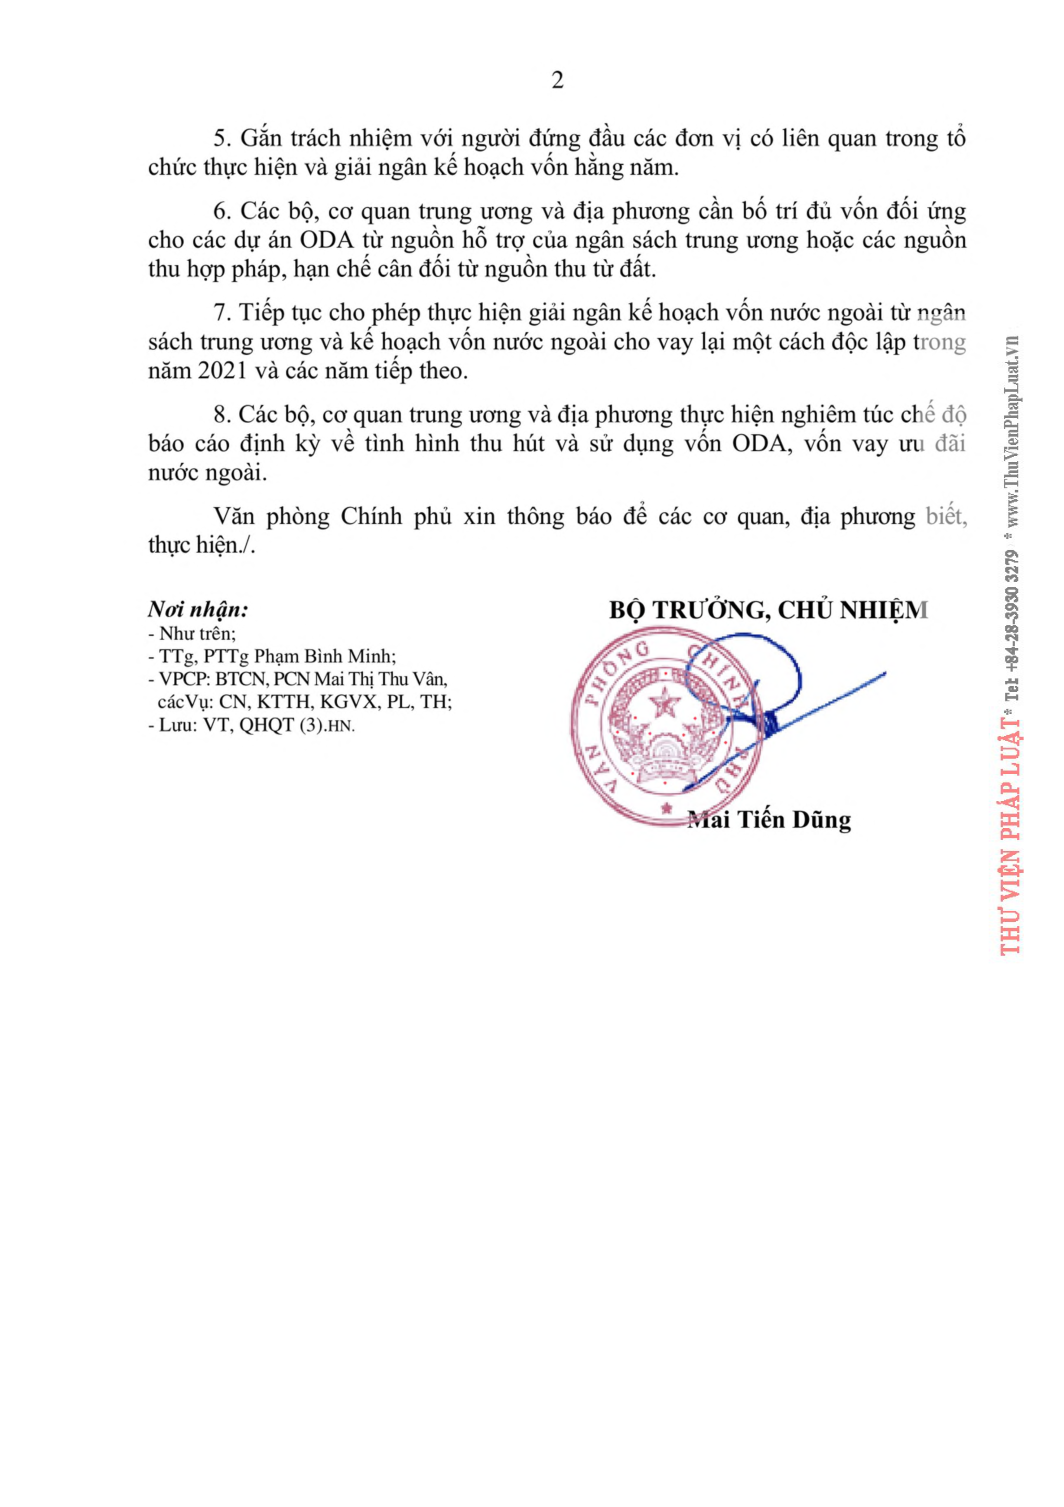 2
5. Gắn trách nhiệm với người đứng đầu các đơn vị có liên quan trong tổ
chức thực hiện và giải ngân kế hoạch vốn hằng năm.
6. Các bộ, cơ quan trung ương và địa phương cần bố trí đủ vốn đối ứng
cho các dự án ODA từ nguồn hỗ trợ của ngân sách trung ương hoặc các nguồn
thu hợp pháp, hạn chế cân đối từ nguồn thu từ đất.
7. Tiếp tục cho phép thực hiện giải ngân kế hoạch vốn nước ngoài từ ngân
sách trung ương và kế hoạch vốn nước ngoài cho vay lại một cách độc lập trong
năm 2021 và các năm tiếp theo.
8. Các bộ, cơ quan trung ương và địa phương thực hiện nghiêm túc chế độ
báo cáo định kỳ về tình hình thu hút và sử dụng vốn ODA, vốn vay ưu đãi
nước ngoài.
Văn phòng Chính phủ xin thông báo để các cơ quan, địa phương biết,
thực hiện./.
Nơi nhận:
- Như trên;
- TTg, PTTg Phạm Bình Minh;
- VPCP: BTCN, PCN Mai Thị Thu Vân,
cácVụ: CN, KTTH, KGVX, PL, TH;
- Lưu: VT, QHQT (3).HN.
BỘ TRƯỞNG, CHỦ NHIỆM
VĂN PHÒNG CHÍNH PHỦ
Mai Tiến Dũng
THƯ VIỆN PHÁP LUẬT * Tel: +84-28-3930 3279 * www.ThuVienPhapLuat.vn